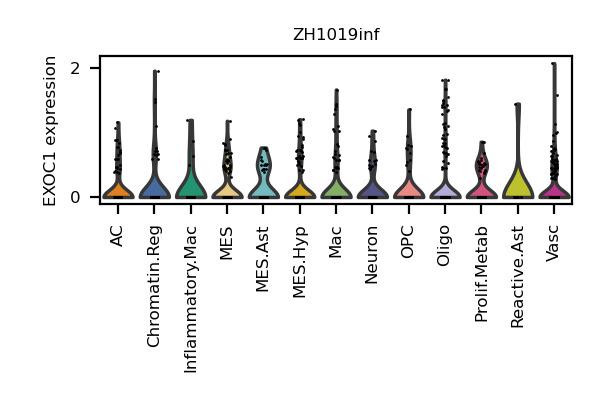 ZH1019inf
EXOC1 expression
2
0
AC
Chromatin.Reg
Inflammatory.Mac
MES
MES.Ast
MES.Hyp
Mac
Neuron
OPC
Oligo
Prolif.Metab
Reactive.Ast
Vasc